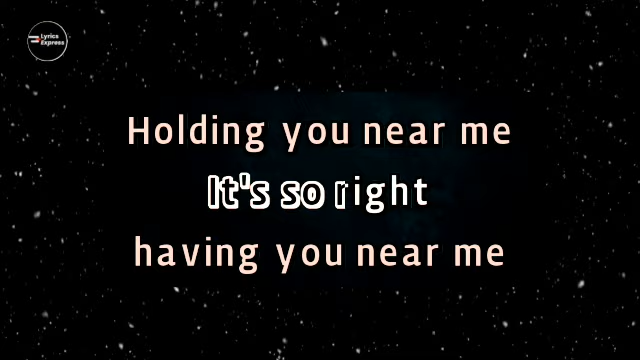 Lyrics
Express
Holding you near me
It's so right
having you near me